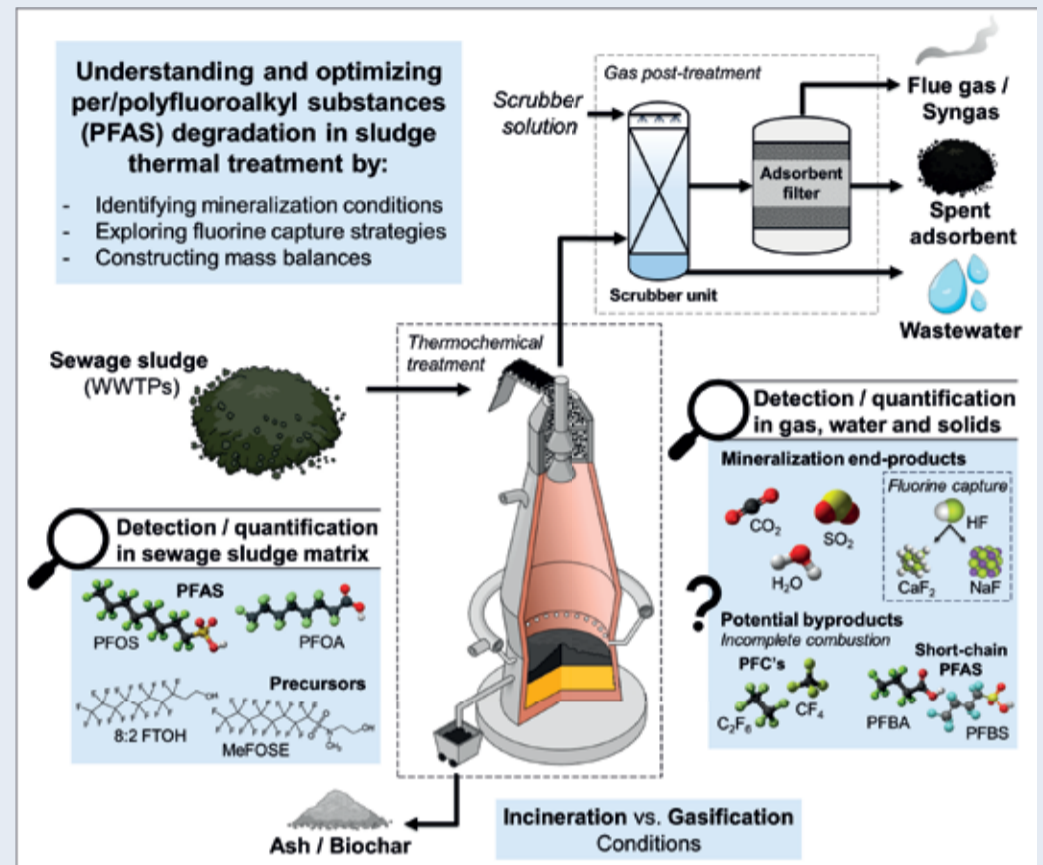 Understanding and optimizing
per/polyfluoroalkyl substances
(PFAS) degradation in sludge
thermal treatment by:
- Identifying mineralization conditions
- Exploring fluorine capture strategies
- Constructing mass balances
Gas post-treatment
Scrubber
solution
Adsorbent
filter
Scrubber unit
Flue gas /
Syngas
Spent
adsorbent
Wastewater
Sewage sludge
(WWTPs)
Thermochemical
treatment
Detection / quantification
in sewage sludge matrix
PFAS
PFOS
PFOA
Precursors
F F F F F F F F F F F F F F F F F OH
8:2 FTOH
F F F F F F F F F F F F F F F F F O S O N CH3 OH
MeFOSE
Detection / quantification
in gas, water and solids
Mineralization end-products
CO2
SO2
H2O
Fluorine capture
HF
CaF2
NaF
?
Potential byproducts
Incomplete combustion
PFC's
C2F6
CF4
Short-chain
PFAS
PFBA
PFBS
Ash / Biochar
Incineration vs. Gasification
Conditions